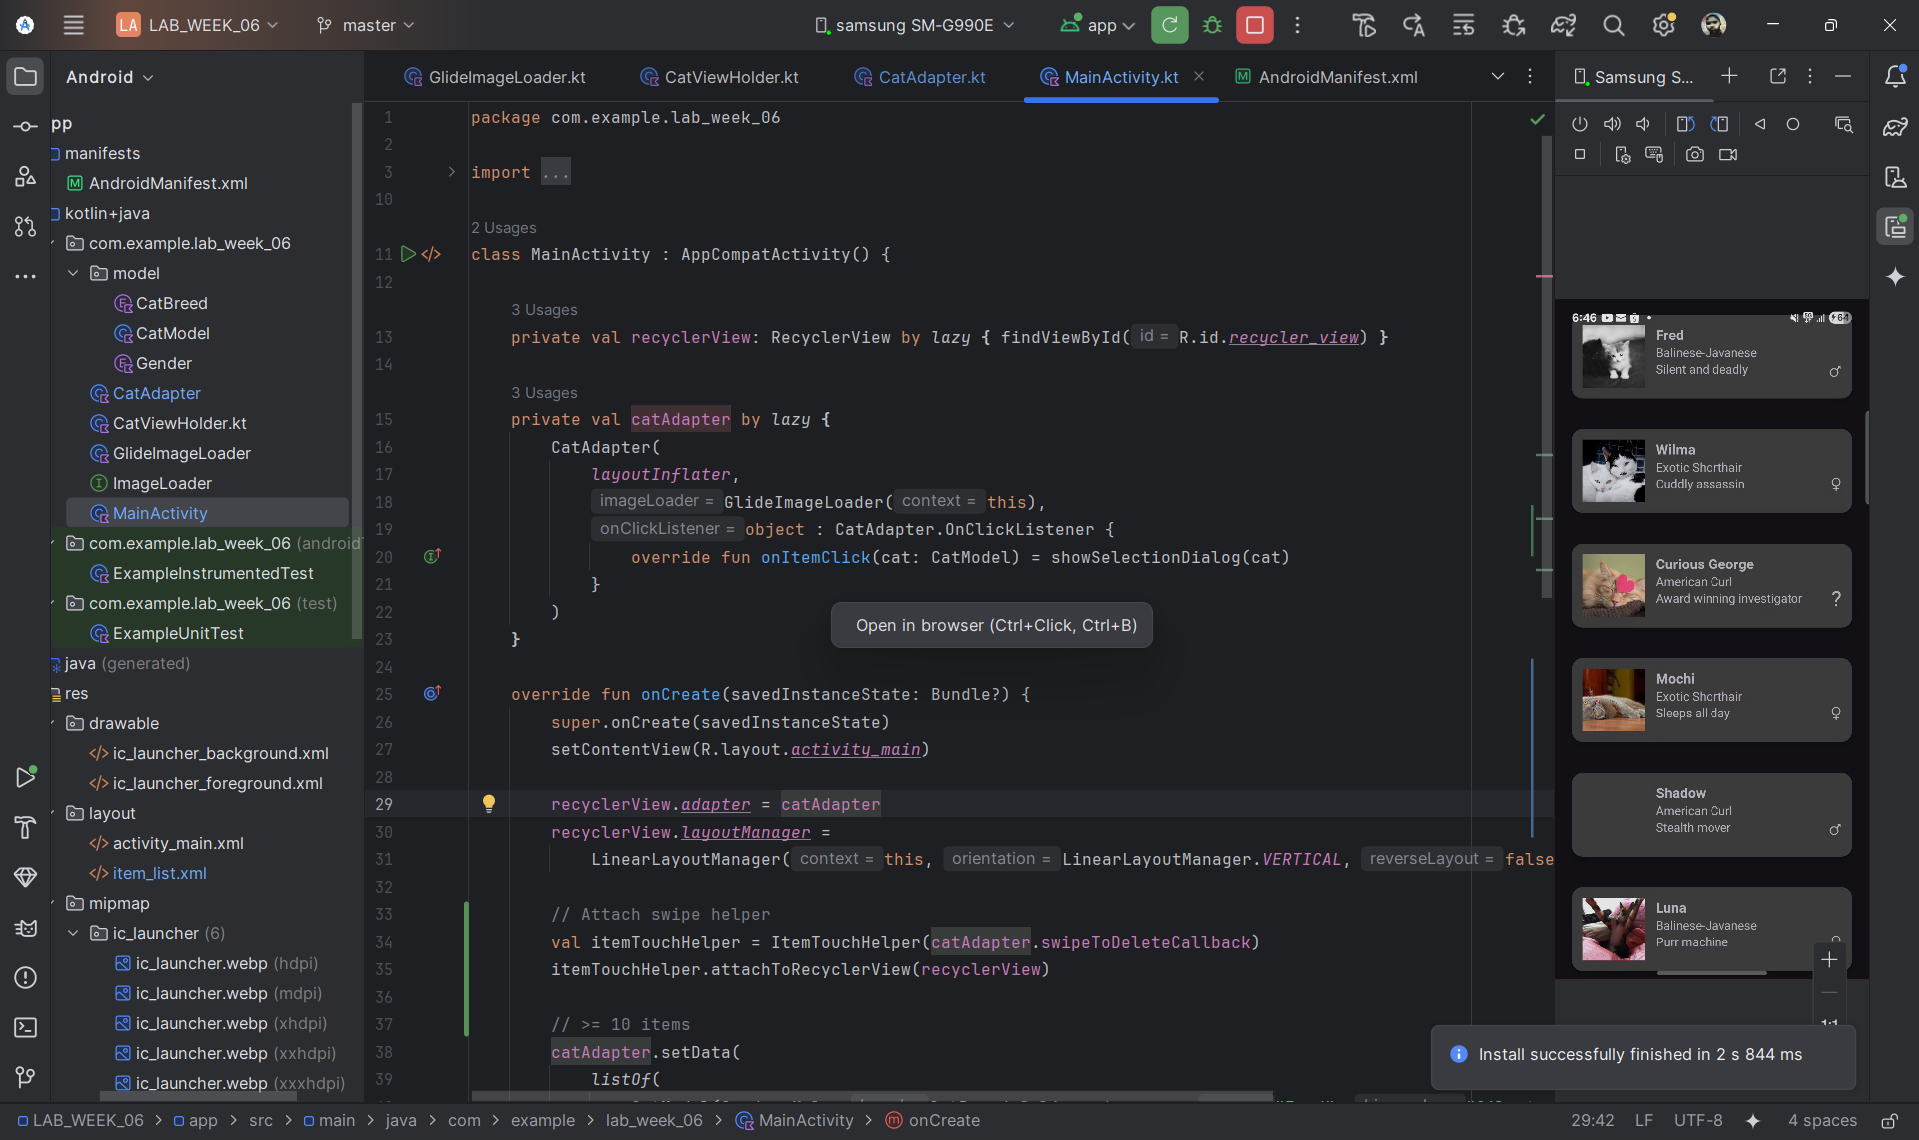 LA LAB_WEEK_06 master samsung SM-G990E app
Android
GlideImageLoader.kt CatViewHolder.kt CatAdapter.kt MainActivity.kt AndroidManifest.xml
Samsung S...
pp
manifests
AndroidManifest.xml
kotlin+java
com.example.lab_week_06
model
CatBreed
CatModel
Gender
CatAdapter
CatViewHolder.kt
GlideImageLoader
ImageLoader
MainActivity
com.example.lab_week_06 (android
ExampleInstrumentedTest
com.example.lab_week_06 (test)
ExampleUnitTest
java (generated)
res
drawable
ic_launcher_background.xml
ic_launcher_foreground.xml
layout
activity_main.xml
item_list.xml
mipmap
ic_launcher (6)
ic_launcher.webp (hdpi)
ic_launcher.webp (mdpi)
ic_launcher.webp (xhdpi)
ic_launcher.webp (xxhdpi)
ic_launcher.webp (xxxhdpi)
1 package com.example.lab_week_06
2
3 import ...
10
2 Usages
11 class MainActivity : AppCompatActivity() {
12
3 Usages
13 private val recyclerView: RecyclerView by lazy { findViewById( id = R.id.recycler_view) }
14
3 Usages
15 private val catAdapter by lazy {
16 CatAdapter(
17 layoutInflater,
18 imageLoader = GlideImageLoader( context = this),
19 onClickListener = object : CatAdapter.OnClickListener {
20 override fun onItemClick(cat: CatModel) = showSelectionDialog(cat)
21 }
22 )
23 }
24
Open in browser (Ctrl+Click, Ctrl+B)
25 override fun onCreate(savedInstanceState: Bundle?) {
26 super.onCreate(savedInstanceState)
27 setContentView(R.layout.activity_main)
28
29 recyclerView.adapter = catAdapter
30 recyclerView.layoutManager =
31 LinearLayoutManager( context = this, orientation = LinearLayoutManager.VERTICAL, reverseLayout = false
32
33 // Attach swipe helper
34 val itemTouchHelper = ItemTouchHelper(catAdapter.swipeToDeleteCallback)
35 itemTouchHelper.attachToRecyclerView(recyclerView)
36
37 // >= 10 items
38 catAdapter.setData(
39 listOf(
6:46 64
Fred
Balinese-Javanese
Silent and deadly
♂
Wilma
Exotic Shorthair
Cuddly assassin
♀
Curious George
American Curl
Award winning investigator
?
Mochi
Exotic Shorthair
Sleeps all day
♀
Shadow
American Curl
Stealth mover
♂
Luna
Balinese-Javanese
Purr machine
1:1
Install successfully finished in 2 s 844 ms
LAB_WEEK_06 > app > src > main > java > com > example > lab_week_06 > MainActivity > onCreate
29:42 LF UTF-8 4 spaces